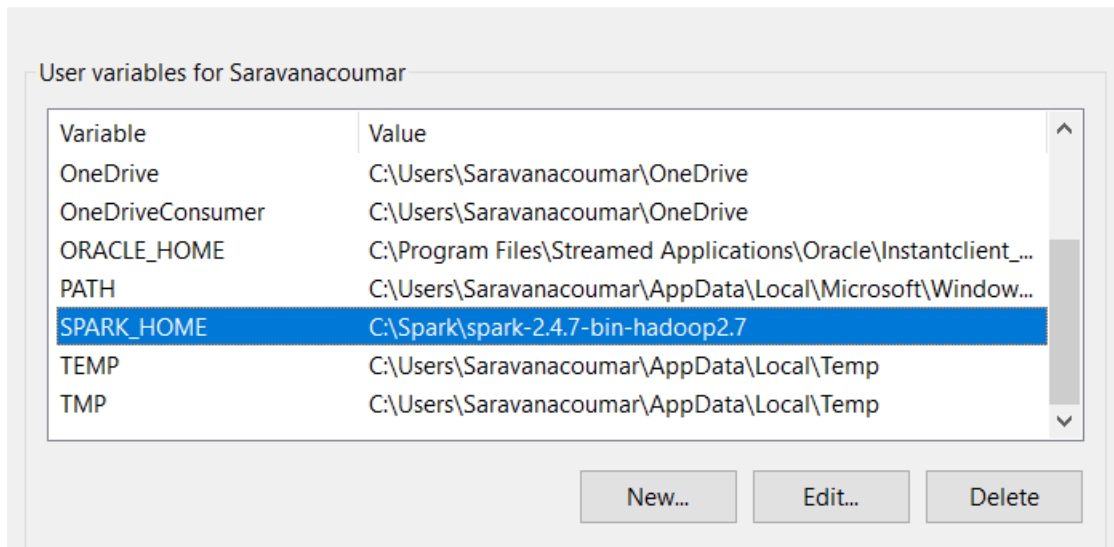 User variables for Saravanacoumar
Variable Value
OneDrive C:\Users\Saravanacoumar\OneDrive
OneDriveConsumer C:\Users\Saravanacoumar\OneDrive
ORACLE_HOME C:\Program Files\Streamed Applications\Oracle\Instantclient_...
PATH C:\Users\Saravanacoumar\AppData\Local\Microsoft\Window...
SPARK_HOME C:\Spark\spark-2.4.7-bin-hadoop2.7
TEMP C:\Users\Saravanacoumar\AppData\Local\Temp
TMP C:\Users\Saravanacoumar\AppData\Local\Temp
New... Edit... Delete